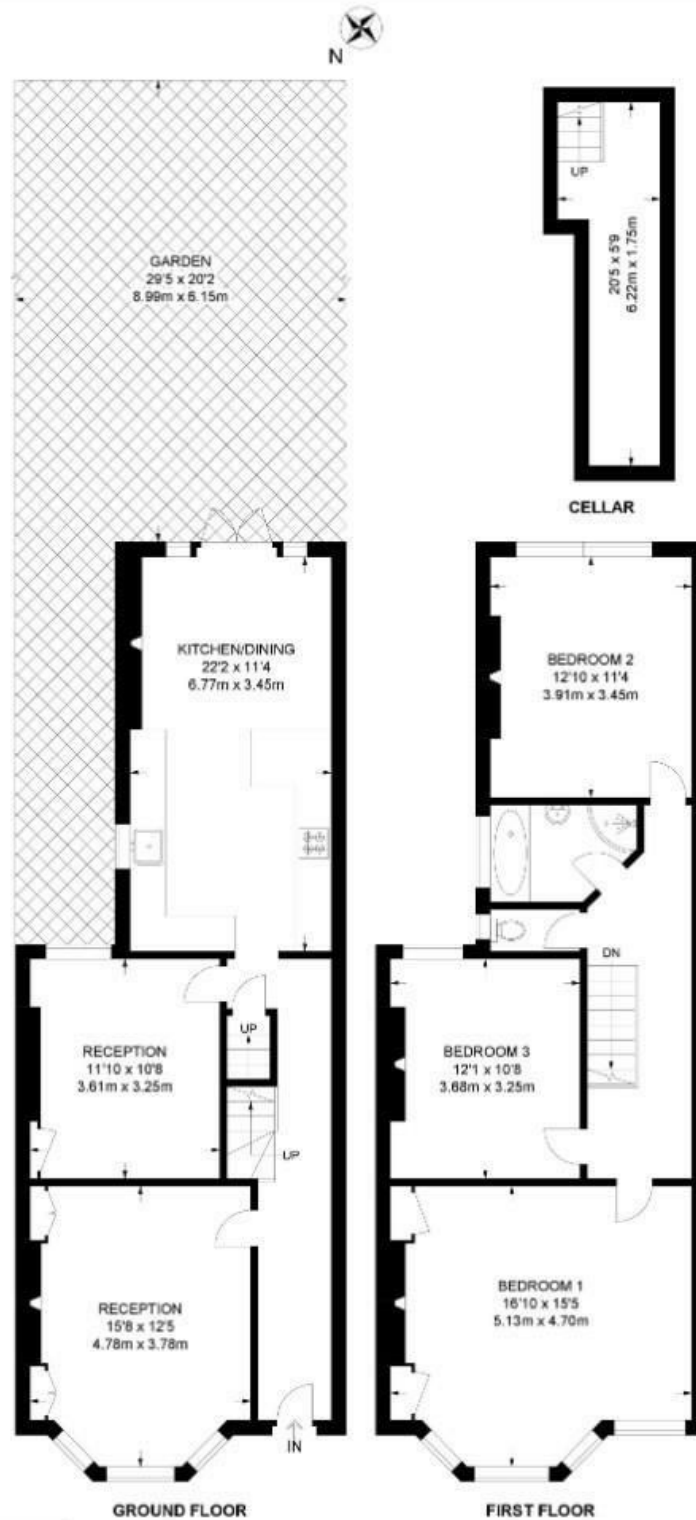 N
GARDEN
29'5 x 20'2
8.99m x 6.15m
UP
20'5 x 5'9
6.22m x 1.75m
CELLAR
KITCHEN/DINING
22'2 x 11'4
6.77m x 3.45m
BEDROOM 2
12'10 x 11'4
3.91m x 3.45m
DN
RECEPTION
11'10 x 10'8
3.61m x 3.25m
UP
UP
BEDROOM 3
12'1 x 10'8
3.68m x 3.25m
RECEPTION
15'8 x 12'5
4.78m x 3.78m
BEDROOM 1
16'10 x 15'5
5.13m x 4.70m
IN
GROUND FLOOR
FIRST FLOOR